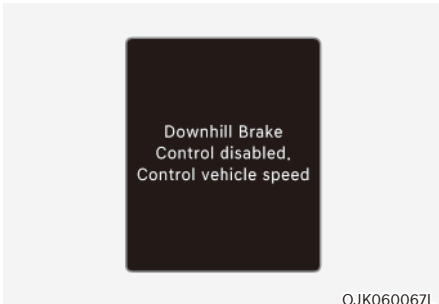 Downhill Brake
Control disabled.
Control vehicle speed
OJK060067L